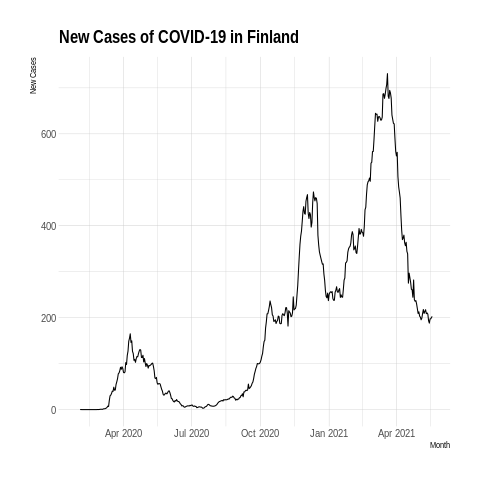 New Cases of COVID-19 in Finland
New Cases
600
400
200
0
Apr 2020 Jul 2020 Oct 2020 Jan 2021 Apr 2021
Month